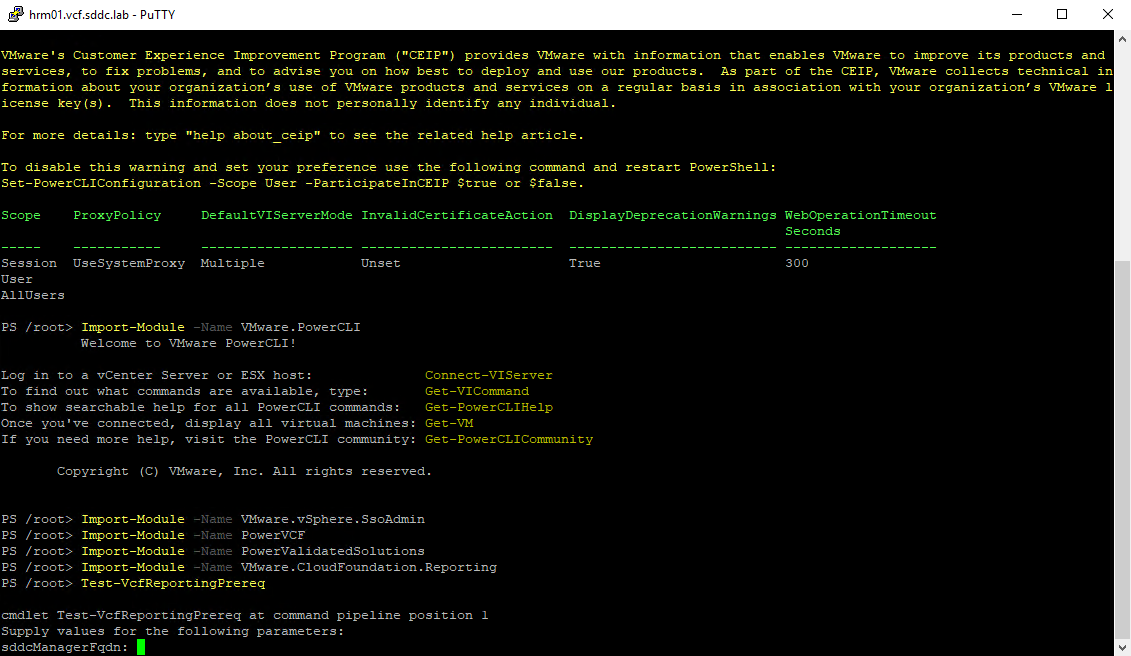 hrm01.vcf.sddc.lab - PuTTY
VMware's Customer Experience Improvement Program ("CEIP") provides VMware with information that enables VMware to improve its products and
services, to fix problems, and to advise you on how best to deploy and use our products.  As part of the CEIP, VMware collects technical in
formation about your organization’s use of VMware products and services on a regular basis in association with your organization’s VMware l
icense key(s).  This information does not personally identify any individual.
For more details: type "help about_ceip" to see the related help article.
To disable this warning and set your preference use the following command and restart PowerShell:
Set-PowerCLIConfiguration -Scope User -ParticipateInCEIP $true or $false.
Scope    ProxyPolicy     DefaultVIServerMode InvalidCertificateAction  DisplayDeprecationWarnings WebOperationTimeout
Seconds
-----    -----------     ------------------- ------------------------  -------------------------- -------------------
Session  UseSystemProxy  Multiple            Unset                     True                       300
User
AllUsers
PS /root> Import-Module -Name VMware.PowerCLI
Welcome to VMware PowerCLI!
Log in to a vCenter Server or ESX host:              Connect-VIServer
To find out what commands are available, type:       Get-VICommand
To show searchable help for all PowerCLI commands:   Get-PowerCLIHelp
Once you've connected, display all virtual machines: Get-VM
If you need more help, visit the PowerCLI community: Get-PowerCLICommunity
Copyright (C) VMware, Inc. All rights reserved.
PS /root> Import-Module -Name VMware.vSphere.SsoAdmin
PS /root> Import-Module -Name PowerVCF
PS /root> Import-Module -Name PowerValidatedSolutions
PS /root> Import-Module -Name VMware.CloudFoundation.Reporting
PS /root> Test-VcfReportingPrereq
cmdlet Test-VcfReportingPrereq at command pipeline position 1
Supply values for the following parameters:
sddcManagerFqdn: